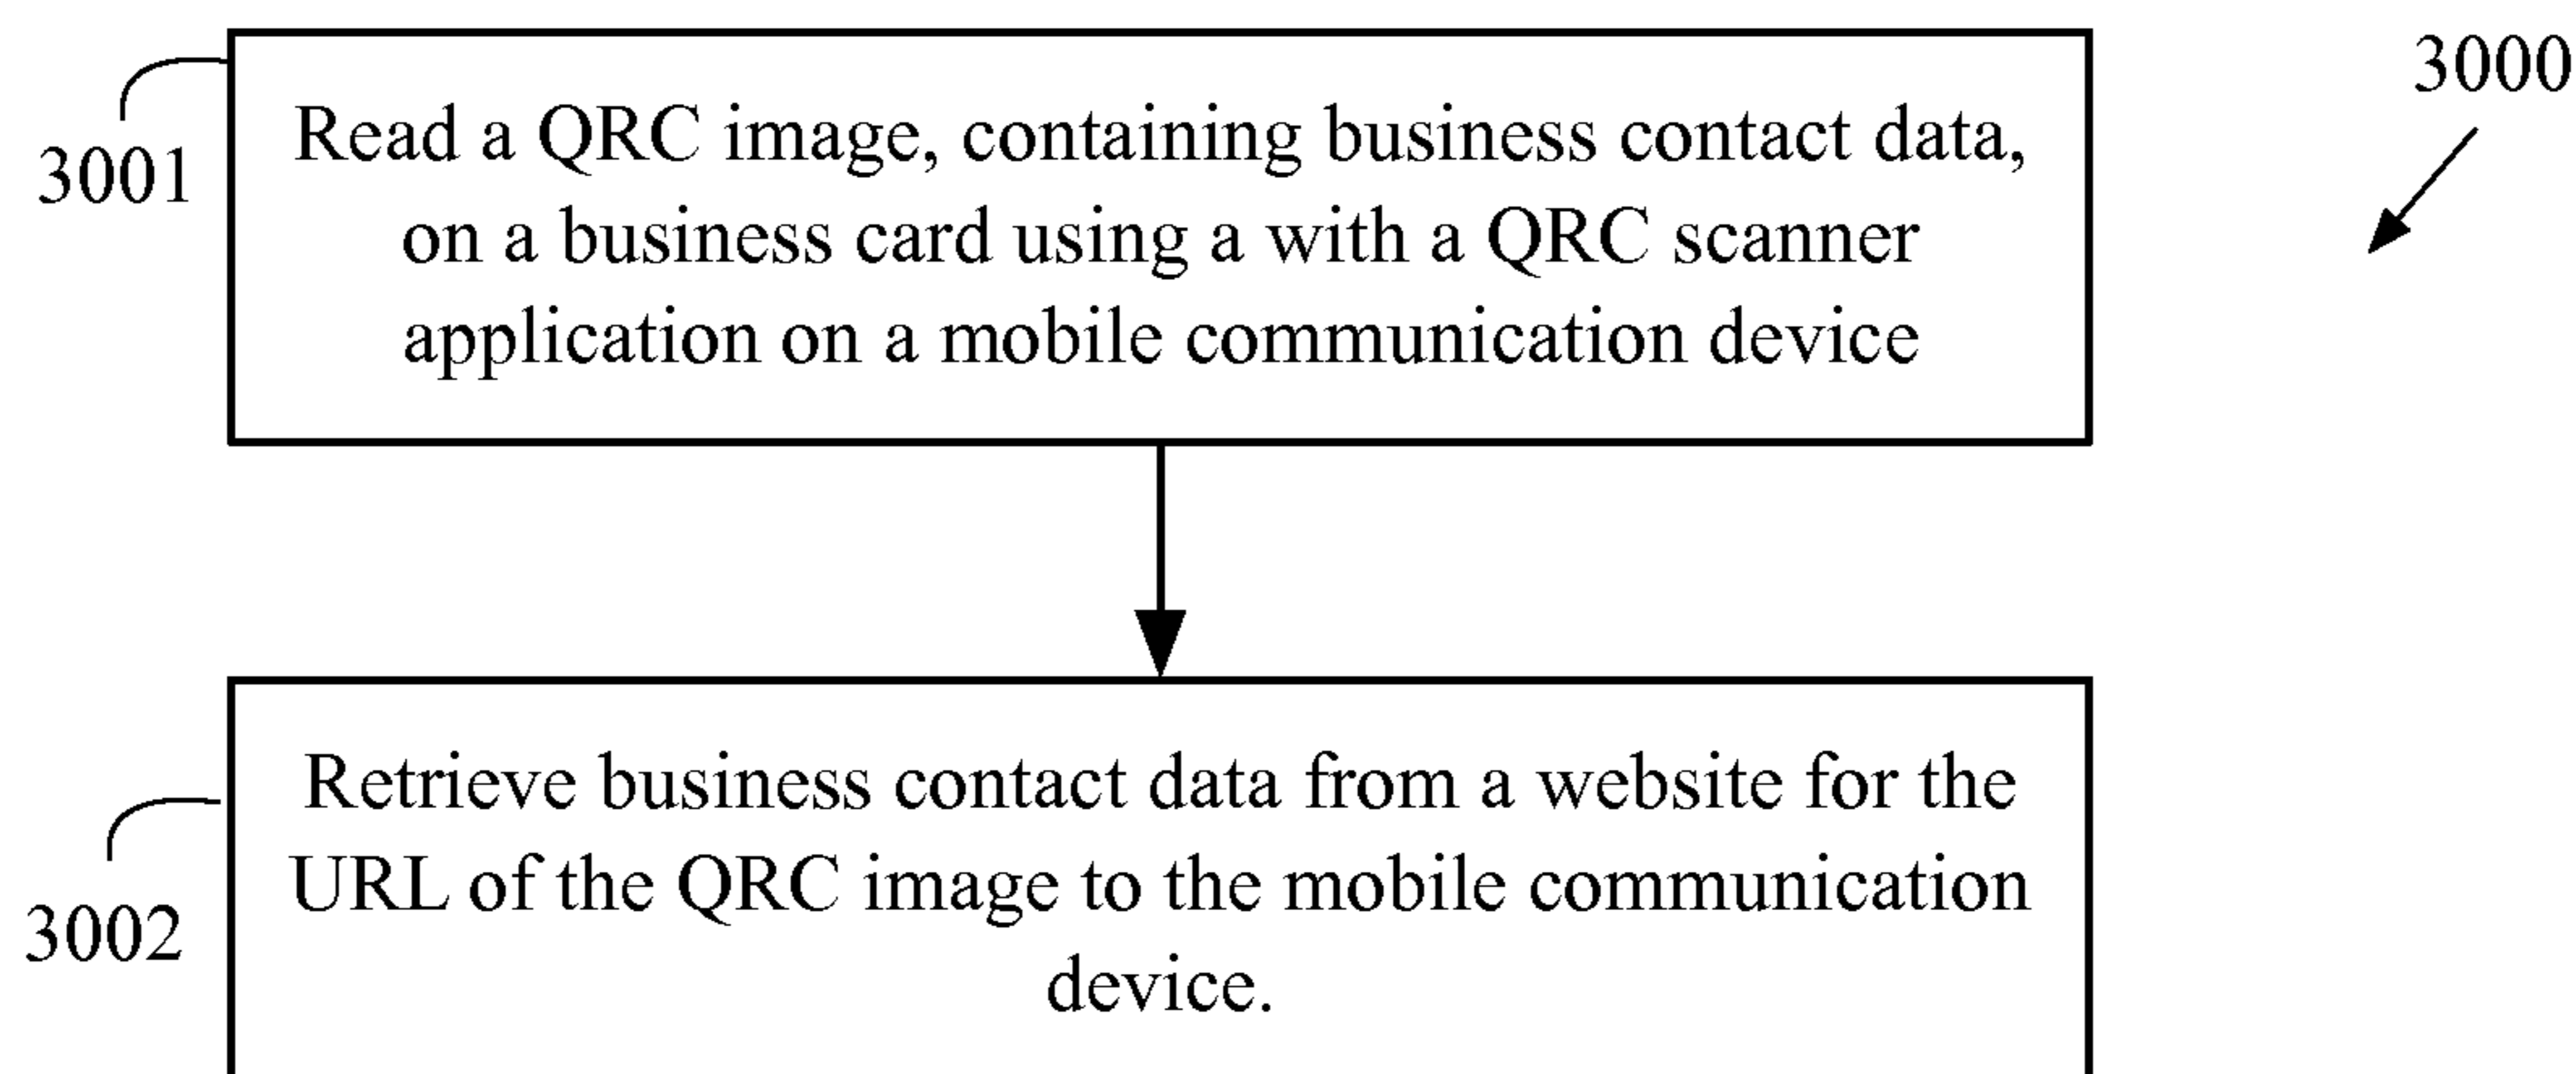 3000
3001
Read a QRC image, containing business contact data,
on a business card using a with a QRC scanner
application on a mobile communication device
3002
Retrieve business contact data from a website for the
URL of the QRC image to the mobile communication
device.